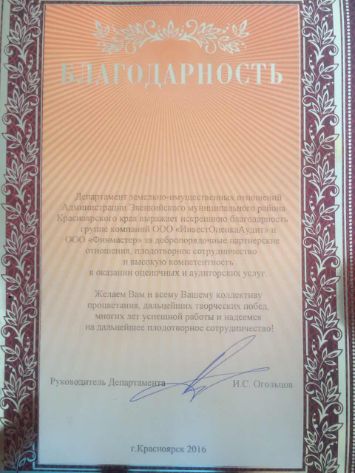 БЛАГОДАРНОСТЬ
Департамент земельно-имущественных отношений
Администрации Эвенкийского муниципального района
Красноярского края выражает искреннюю благодарность
группе компаний ООО «ИнвестОценкаАудит» и
ООО «Финмастер» за добропорядочные партнерские
отношения, плодотворное сотрудничество
и высокую компетентность
в оказании оценочных и аудиторских услуг.
Желаем Вам и всему Вашему коллективу
процветания, дальнейших творческих побед,
многих лет успешной работы и надеемся
на дальнейшее плодотворное сотрудничество!
Руководитель Департамента И.С. Огольцов
г.Красноярск 2016